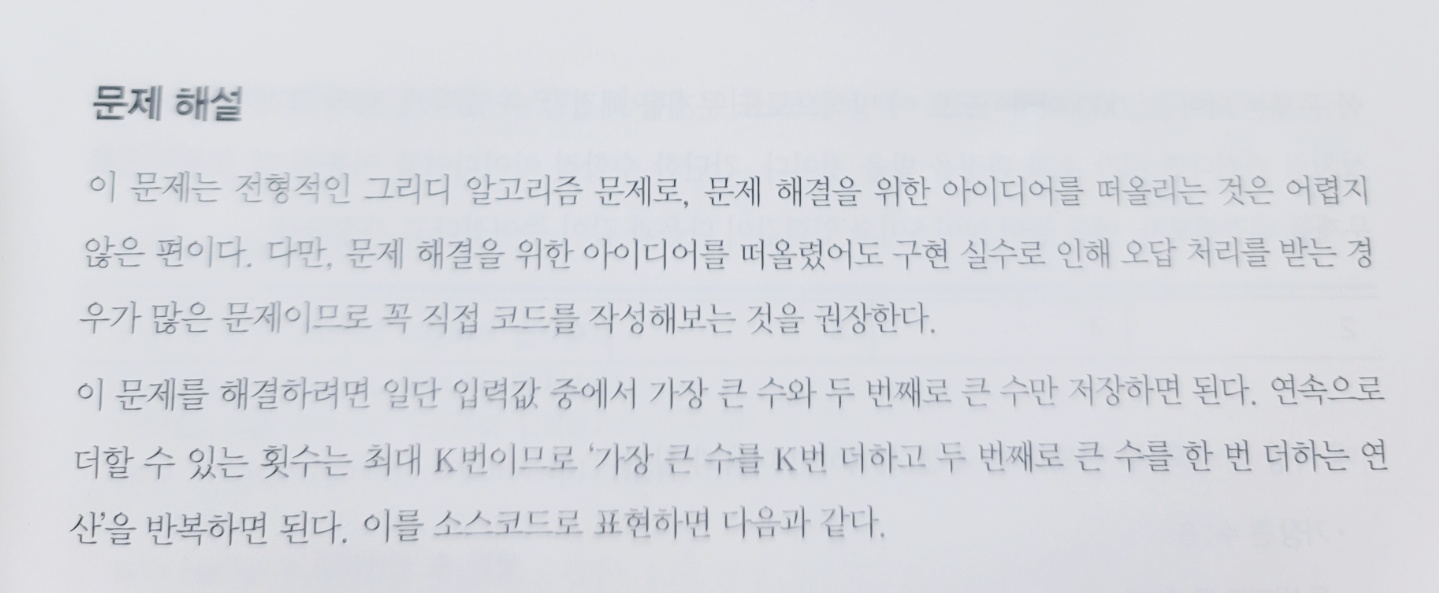 문제 해설
이 문제는 전형적인 그리디 알고리즘 문제로, 문제 해결을 위한 아이디어를 떠올리는 것은 어렵지
않은 편이다. 다만, 문제 해결을 위한 아이디어를 떠올렸어도 구현 실수로 인해 오답 처리를 받는 경
우가 많은 문제이므로 꼭 직접 코드를 작성해보는 것을 권장한다.
이 문제를 해결하려면 일단 입력값 중에서 가장 큰 수와 두 번째로 큰 수만 저장하면 된다. 연속으로
더할 수 있는 횟수는 최대 K번이므로 ‘가장 큰 수를 K번 더하고 두 번째로 큰 수를 한 번 더하는 연
산’을 반복하면 된다. 이를 소스코드로 표현하면 다음과 같다.